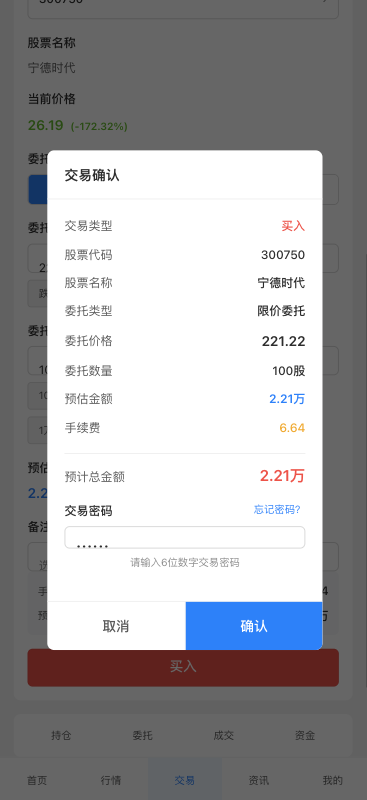 300750
股票名称
宁德时代
当前价格
26.19 (-172.32%)
委托
委托
交易确认
交易类型 买入
股票代码 300750
股票名称 宁德时代
委托类型 限价委托
委托价格 221.22
委托数量 100股
预估金额 2.21万
手续费 6.64
预计总金额 2.21万
交易密码 忘记密码?
请输入6位数字交易密码
取消 确认
委托
预估
2.2
备注
买入
持仓 委托 成交 资金
首页 行情 交易 资讯 我的